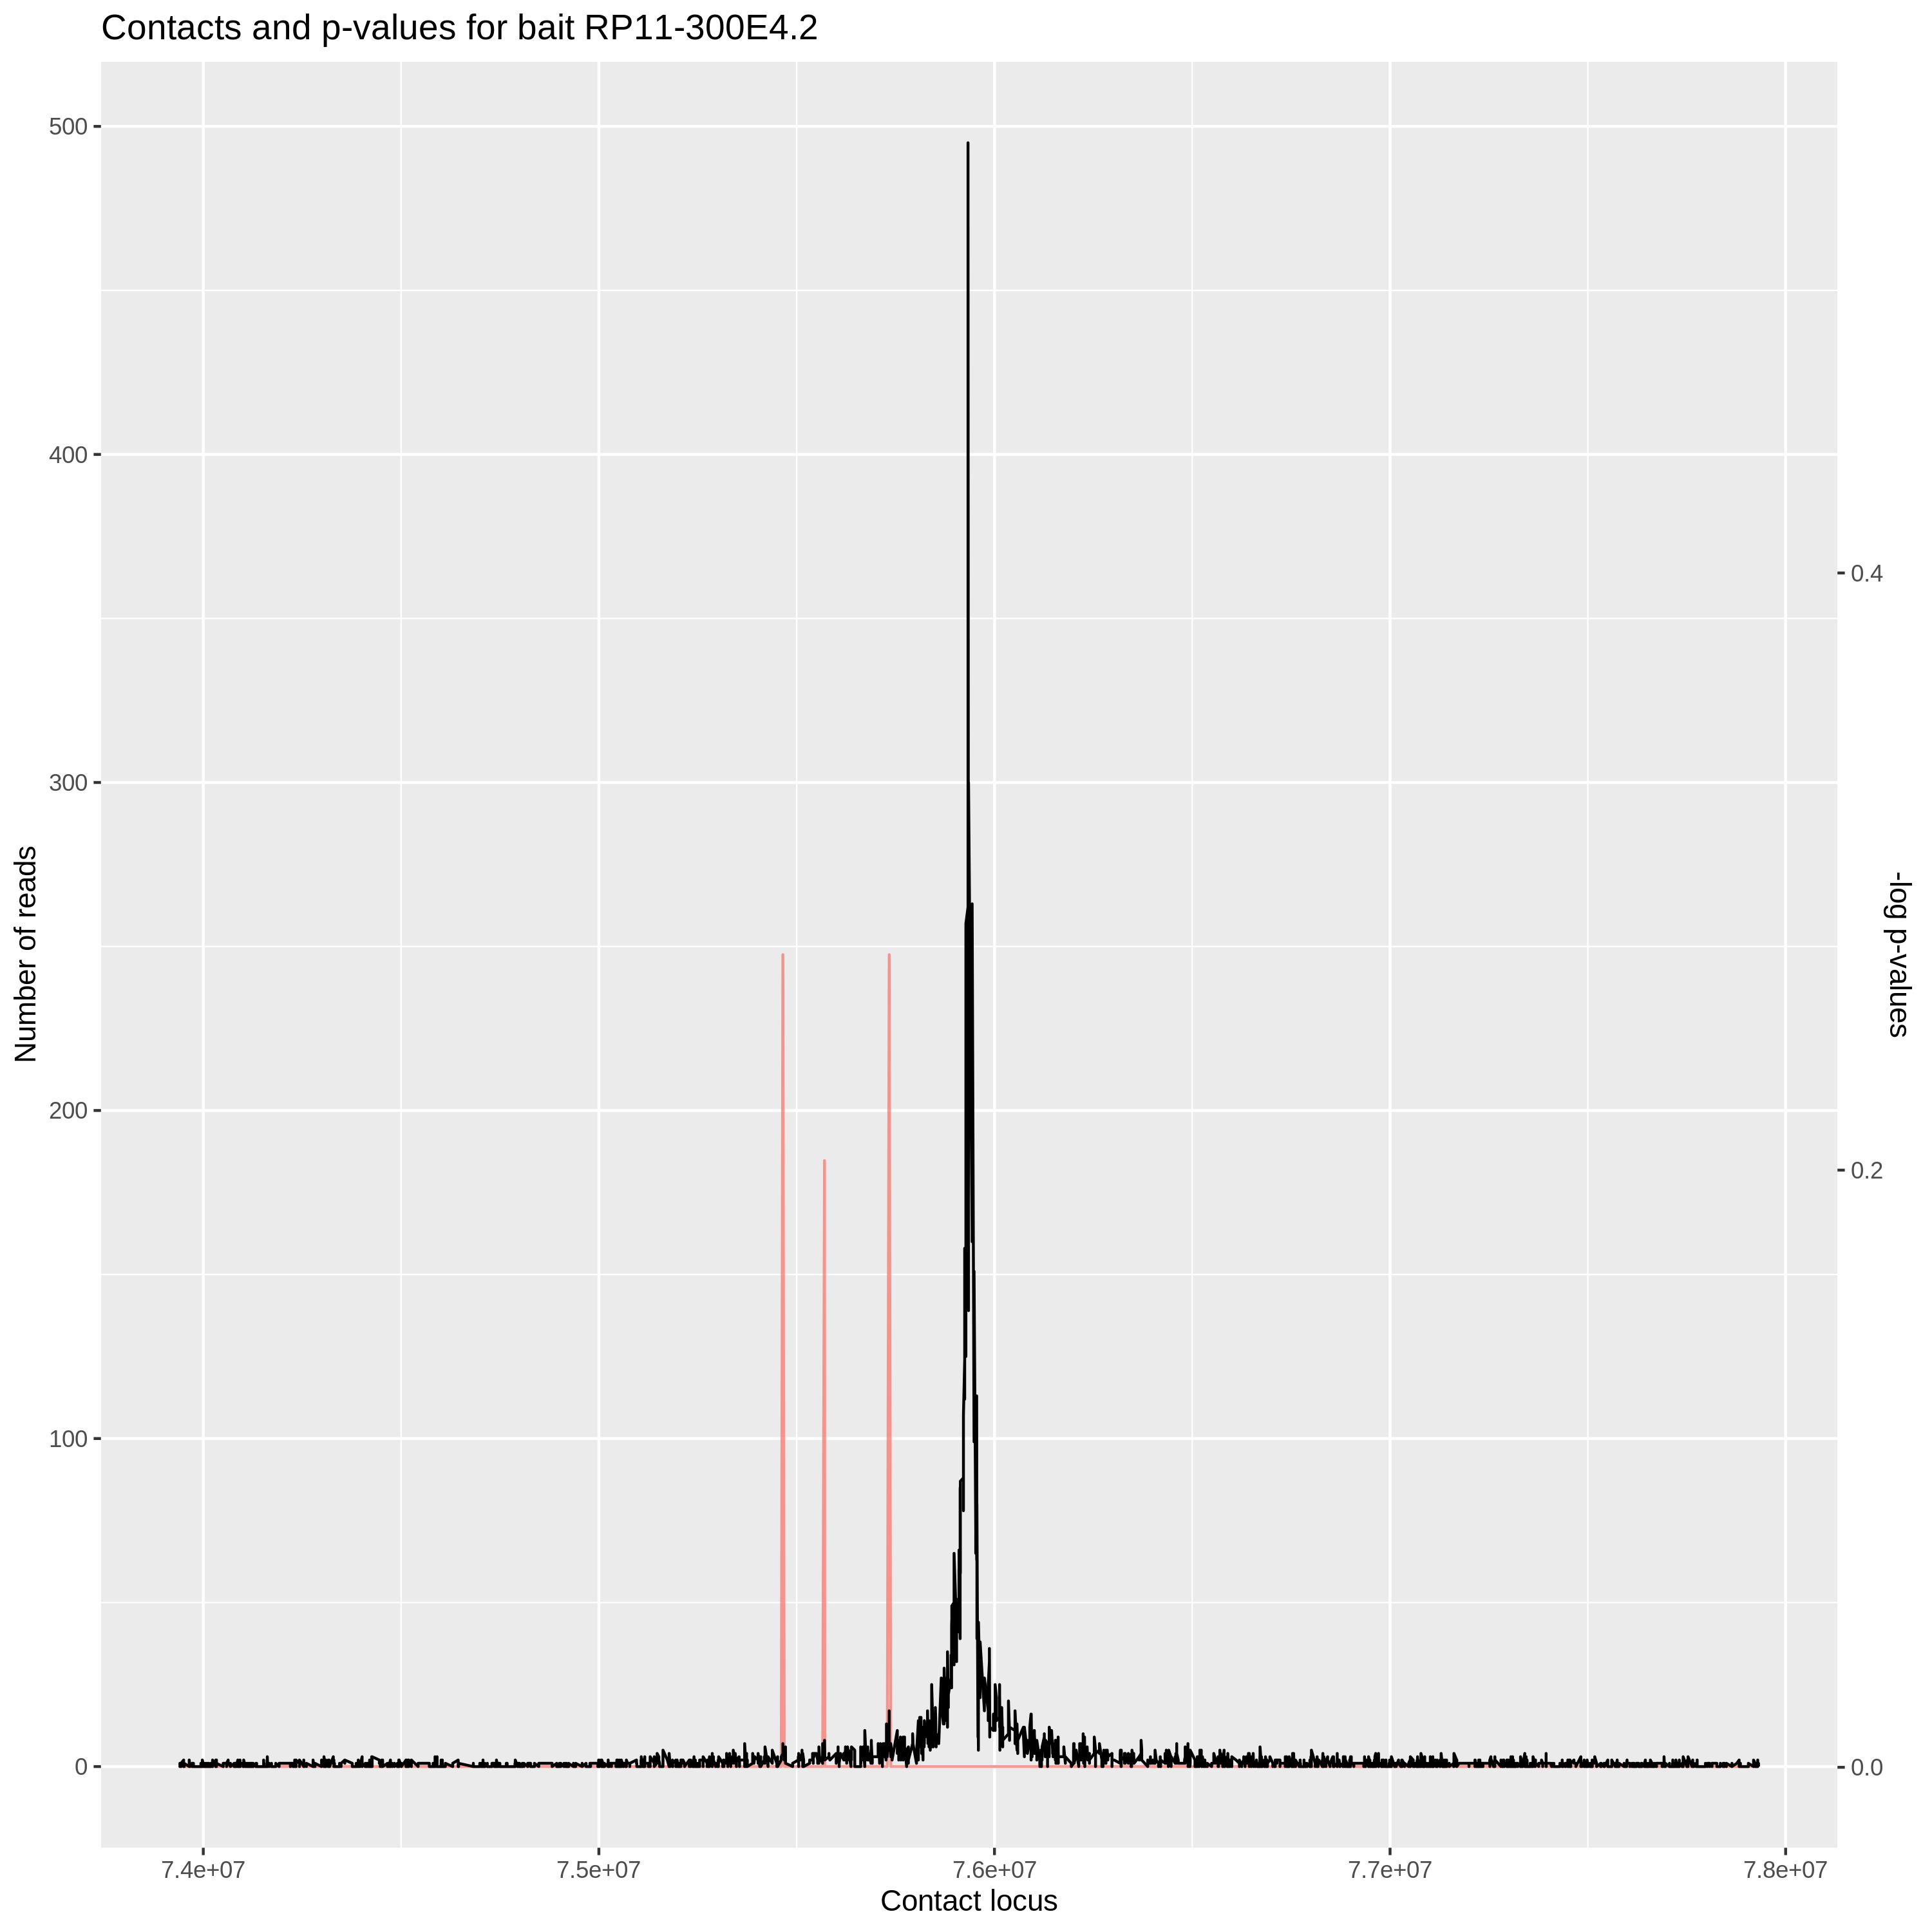 Contacts and p-values for bait RP11-300E4.2
500
400
300
200
100
0
Number of reads
0.4
0.2
0.0
-log p-values
7.4e+07
7.5e+07
7.6e+07
7.7e+07
7.8e+07
Contact locus